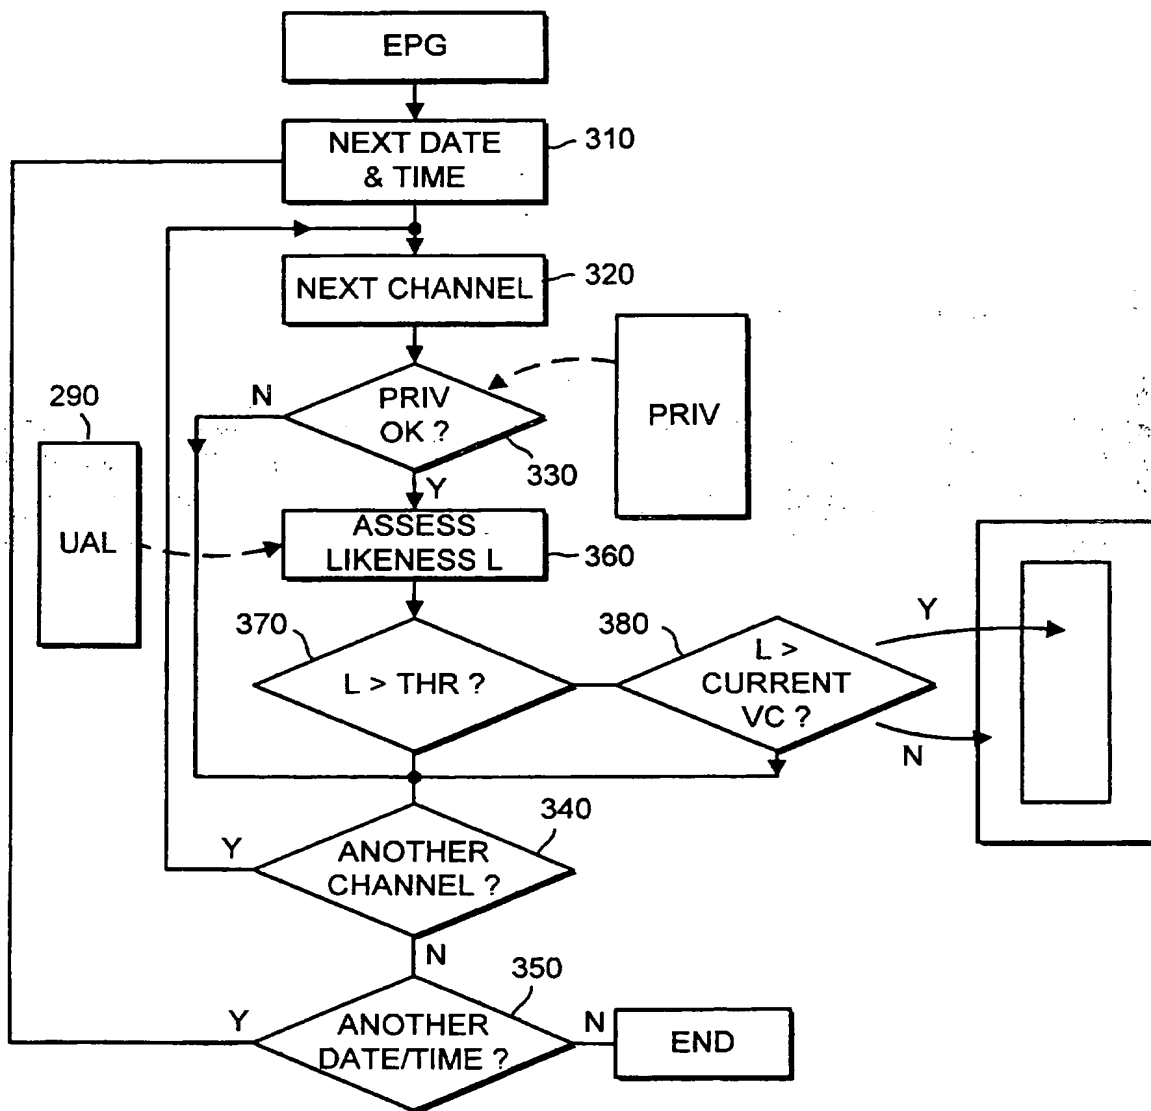 EPG
NEXT DATE
& TIME
310
NEXT CHANNEL
320
PRIV
OK ?
N
Y
330
PRIV
290
UAL
ASSESS
LIKENESS L
360
370
L > THR ?
380
L >
CURRENT
VC ?
Y
N
340
ANOTHER
CHANNEL ?
Y
N
350
ANOTHER
DATE/TIME ?
Y
N
END